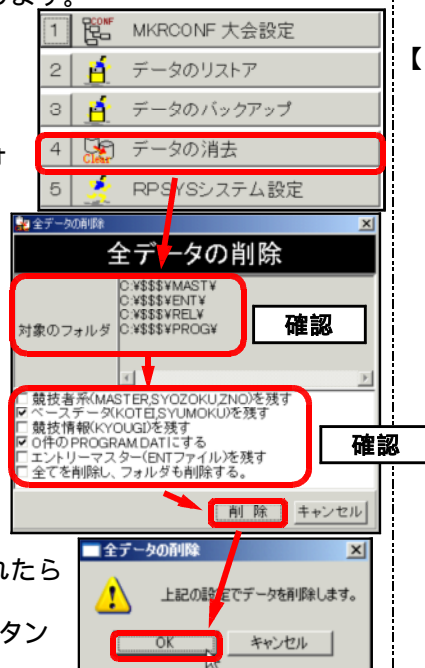 します。
1 CONF MKRCONF 大会設定
【
2 データのリストア
3 データのバックアップ
オ
4 Clear データの消去
5 RPSYSシステム設定
全データの削除
全データの削除
対象のフォルダ
C:¥$$$¥MAST¥
C:¥$$$¥ENT¥
C:¥$$$¥REL¥
C:¥$$$¥PROG¥
確認
競技者系(MASTER,SYOZOKU,ZNO)を残す
ベースデータ(KOTEI,SYUMOKU)を残す
競技情報(KYOUGI)を残す
0件のPROGRAM.DATにする
エントリーマスター(ENTファイル)を残す
全てを削除し、フォルダも削除する。
確認
削 除 キャンセル
れたら
全データの削除
上記の設定でデータを削除します。
タン
OK キャンセル